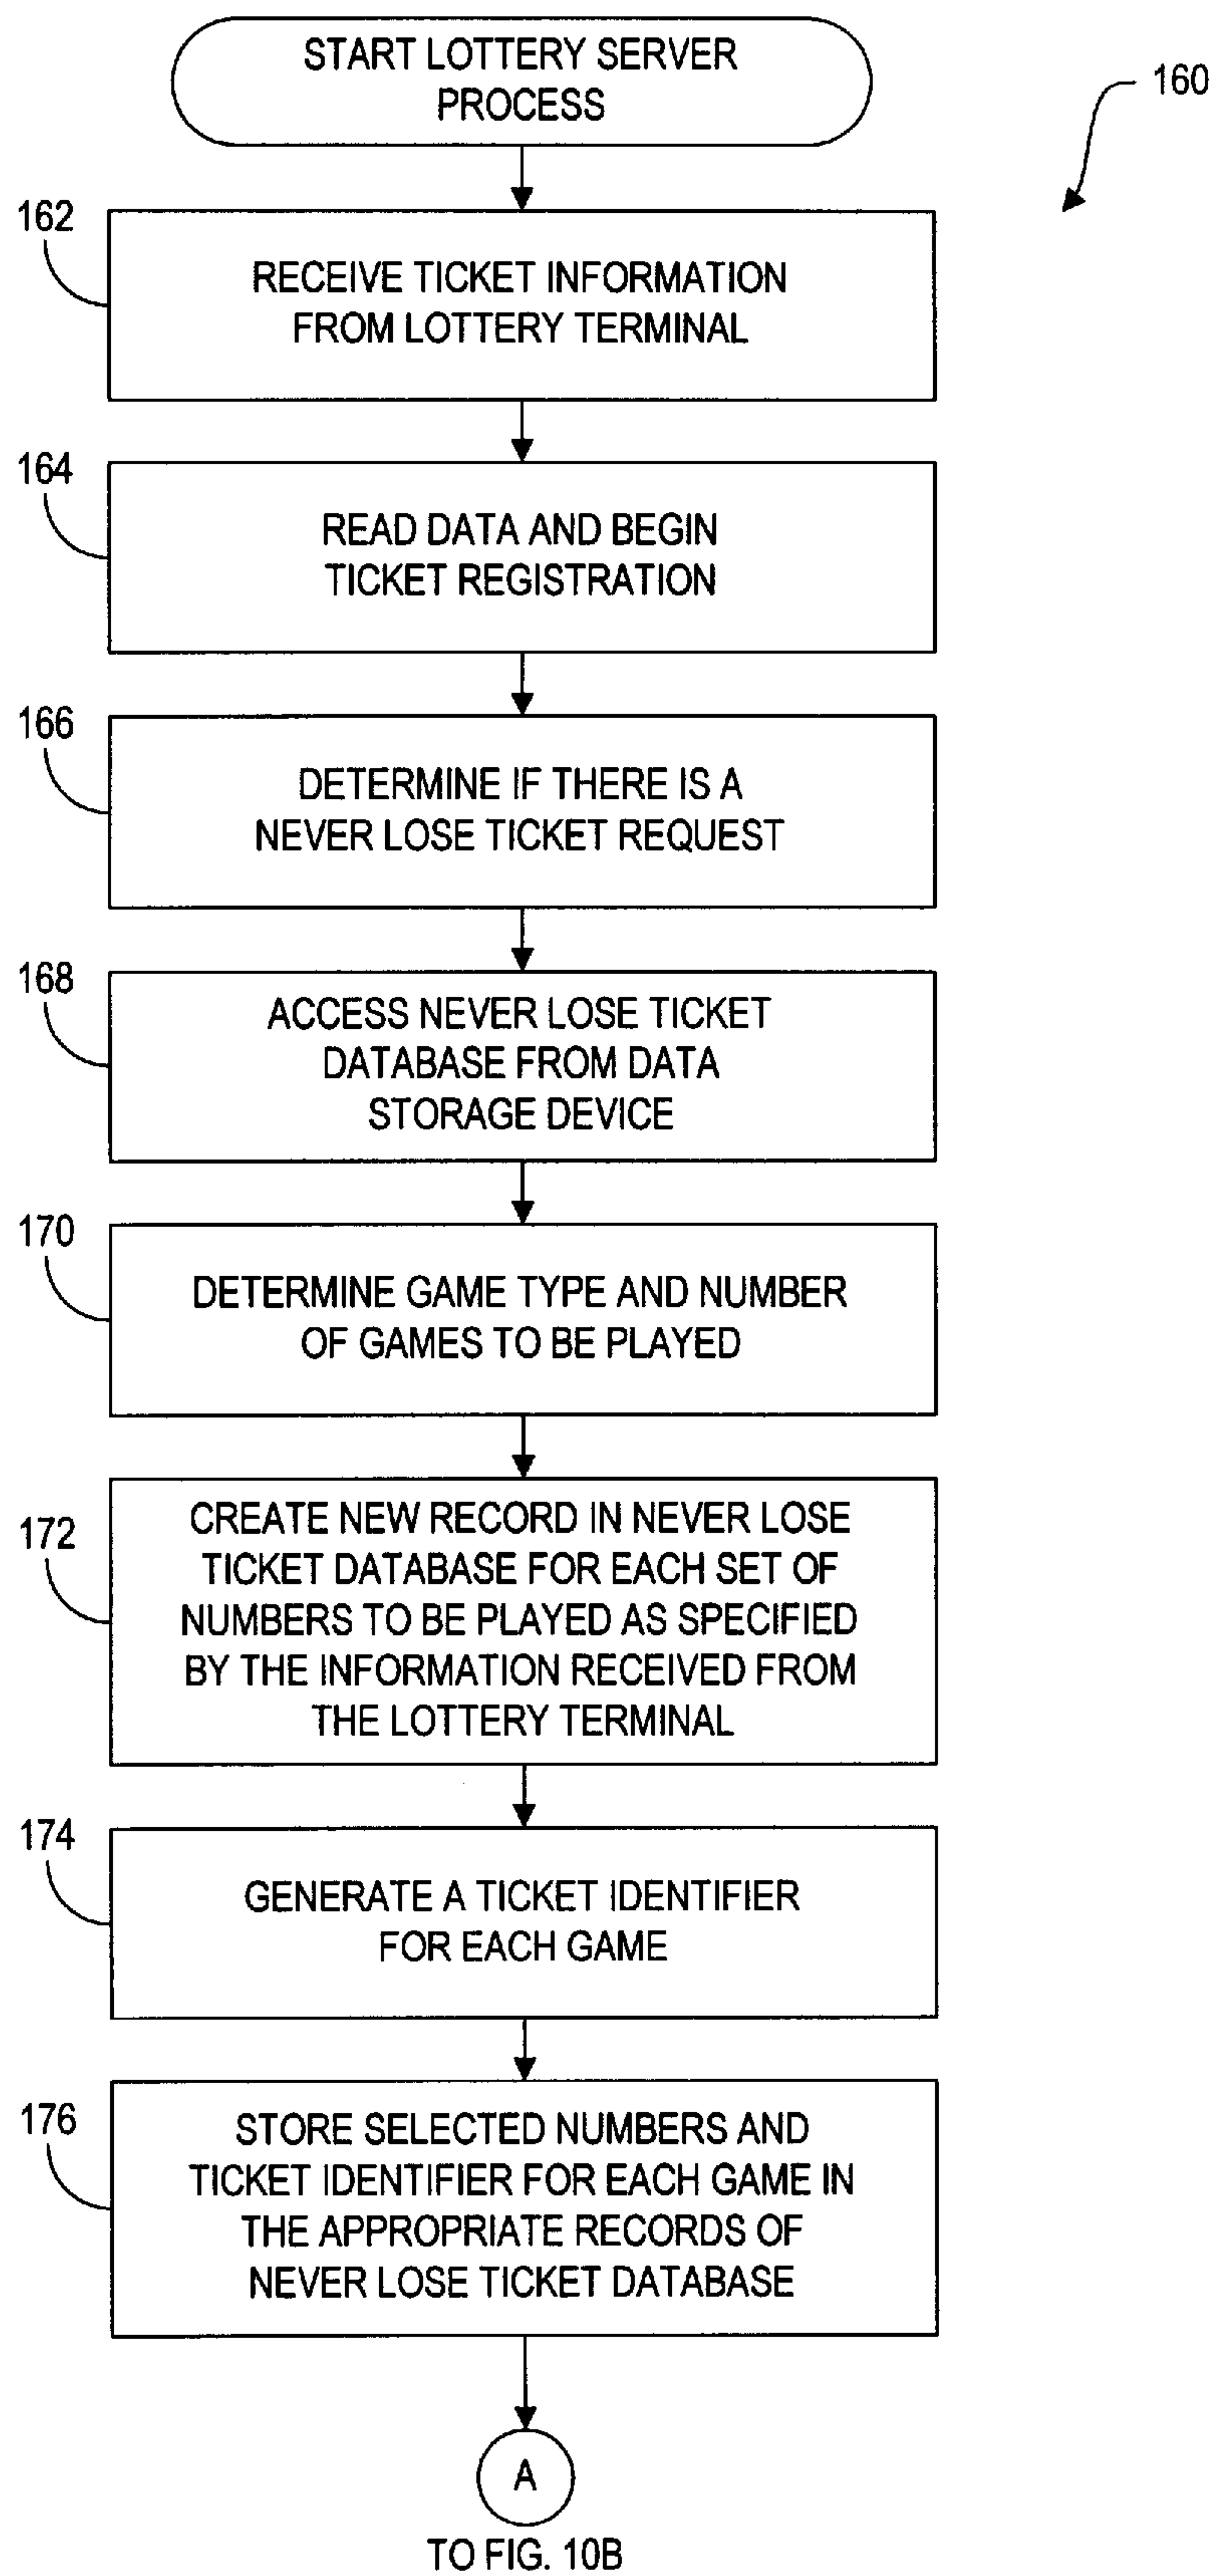 START LOTTERY SERVER
PROCESS
160
162
RECEIVE TICKET INFORMATION
FROM LOTTERY TERMINAL
164
READ DATA AND BEGIN
TICKET REGISTRATION
166
DETERMINE IF THERE IS A
NEVER LOSE TICKET REQUEST
168
ACCESS NEVER LOSE TICKET
DATABASE FROM DATA
STORAGE DEVICE
170
DETERMINE GAME TYPE AND NUMBER
OF GAMES TO BE PLAYED
172
CREATE NEW RECORD IN NEVER LOSE
TICKET DATABASE FOR EACH SET OF
NUMBERS TO BE PLAYED AS SPECIFIED
BY THE INFORMATION RECEIVED FROM
THE LOTTERY TERMINAL
174
GENERATE A TICKET IDENTIFIER
FOR EACH GAME
176
STORE SELECTED NUMBERS AND
TICKET IDENTIFIER FOR EACH GAME IN
THE APPROPRIATE RECORDS OF
NEVER LOSE TICKET DATABASE
A
TO FIG. 10B